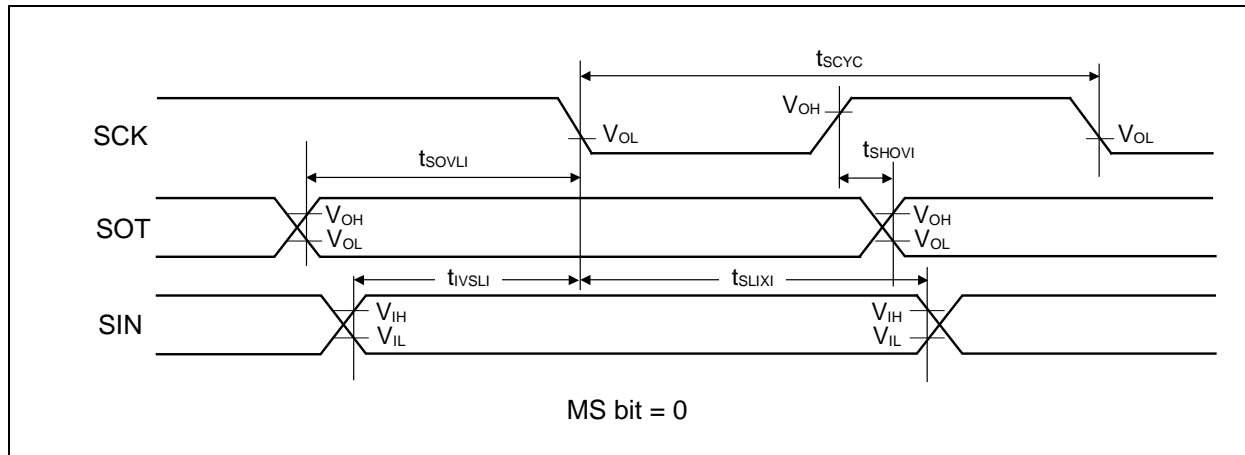 tSCYC
SCK
VOL
VOH
VOL
tSOVLI
tSHOVI
SOT
VOH
VOL
VOH
VOL
tIVSLI
tSLIXI
SIN
VIH
VIL
VIH
VIL
MS bit = 0